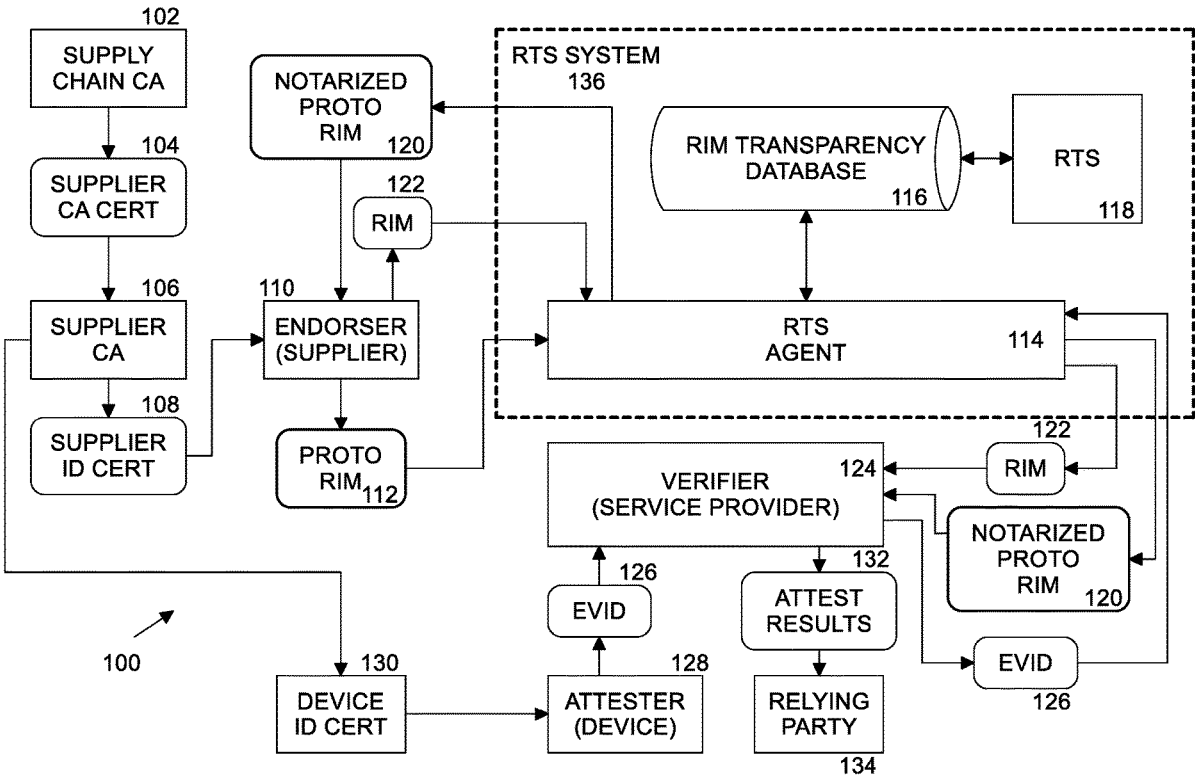 102
SUPPLY
CHAIN CA
104
SUPPLIER
CA CERT
106
SUPPLIER
CA
108
SUPPLIER
ID CERT
NOTARIZED
PROTO
RIM
120
122
RIM
110
ENDORSER
(SUPPLIER)
PROTO
RIM
112
RTS SYSTEM
136
RIM TRANSPARENCY
DATABASE
116
RTS
118
RTS
AGENT
114
VERIFIER
(SERVICE PROVIDER)
124
122
RIM
NOTARIZED
PROTO
RIM
120
126
EVID
132
ATTEST
RESULTS
EVID
126
100
130
DEVICE
ID CERT
128
ATTESTER
(DEVICE)
RELYING
PARTY
134